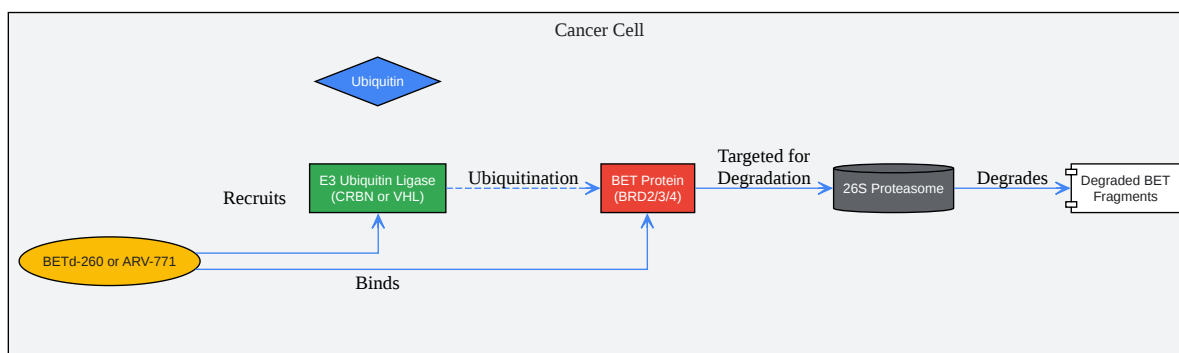 Cancer Cell
Ubiquitin
E3 Ubiquitin Ligase
(CRBN or VHL)
Recruits
Ubiquitination
BET Protein
(BRD2/3/4)
Targeted for
Degradation
26S Proteasome
Degrades
Degraded BET
Fragments
BETd-260 or ARV-771
Binds